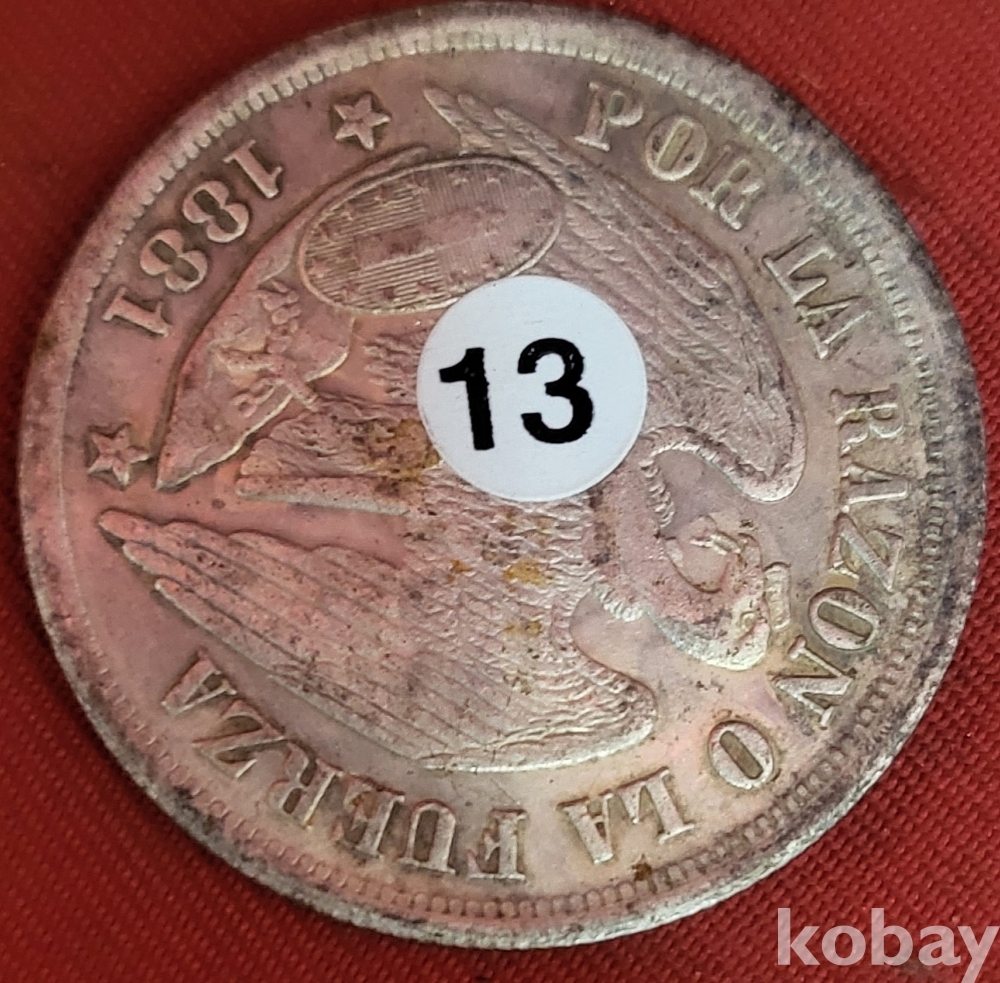 POR LA RAZON O LA FUERZA
1881
13
kobay